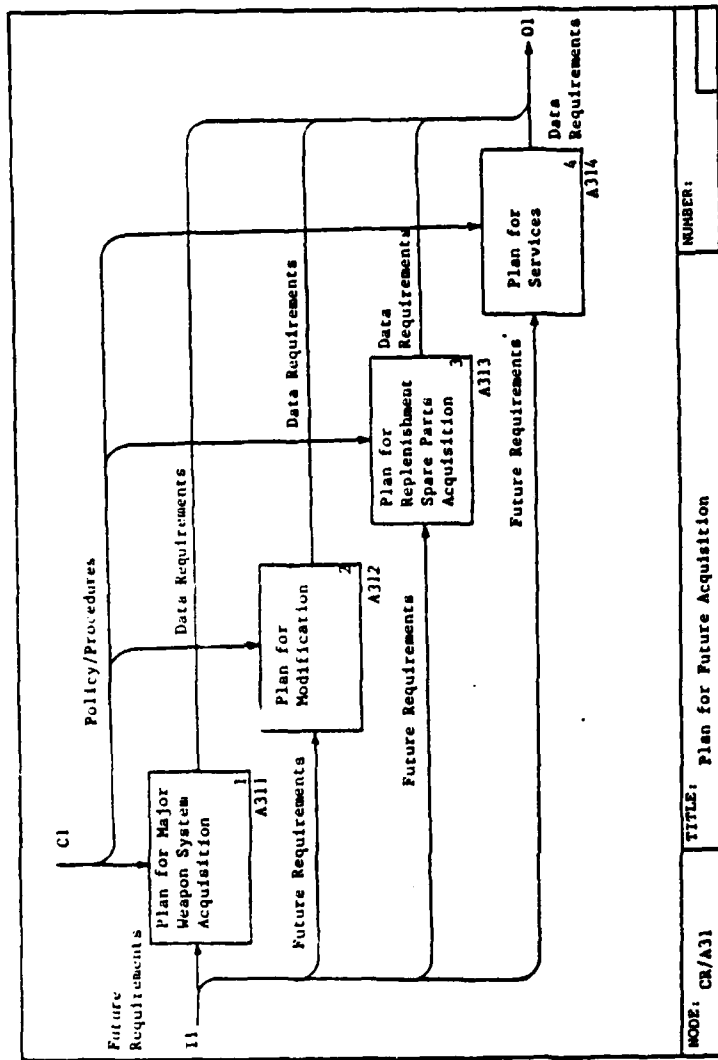 C1
Policy/Procedures
Future
Requirements
I1
Plan for Major
Weapon System
Acquisition
1
A311
Data Requirements
Future Requirements
Plan for
Modification
2
A312
Data Requirements
Future Requirements
Plan for
Replenishment
Spare Parts
Acquisition
3
A313
Data
Requirements
Future Requirements
Plan for
Services
4
A314
Data
Requirements
O1
NODE: CR/A31
TITLE: Plan for Future Acquisition
NUMBER: